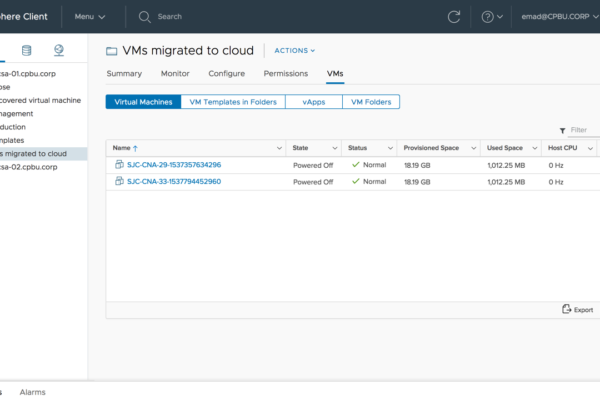 here Client Menu Search emad@CPBU.CORP
VMs migrated to cloud ACTIONS
Summary Monitor Configure Permissions VMs
csa-01.cpbu.corp
ose
covered virtual machine
nagement
duction
mplates
s migrated to cloud
csa-02.cpbu.corp
Virtual Machines VM Templates in Folders vApps VM Folders
Filter
Name State Status Provisioned Space Used Space Host CPU
SJC-CNA-29-1537357634296 Powered Off Normal 18.19 GB 1,012.25 MB 0 Hz
SJC-CNA-33-1537794452960 Powered Off Normal 18.19 GB 1,012.25 MB 0 Hz
Export
s Alarms